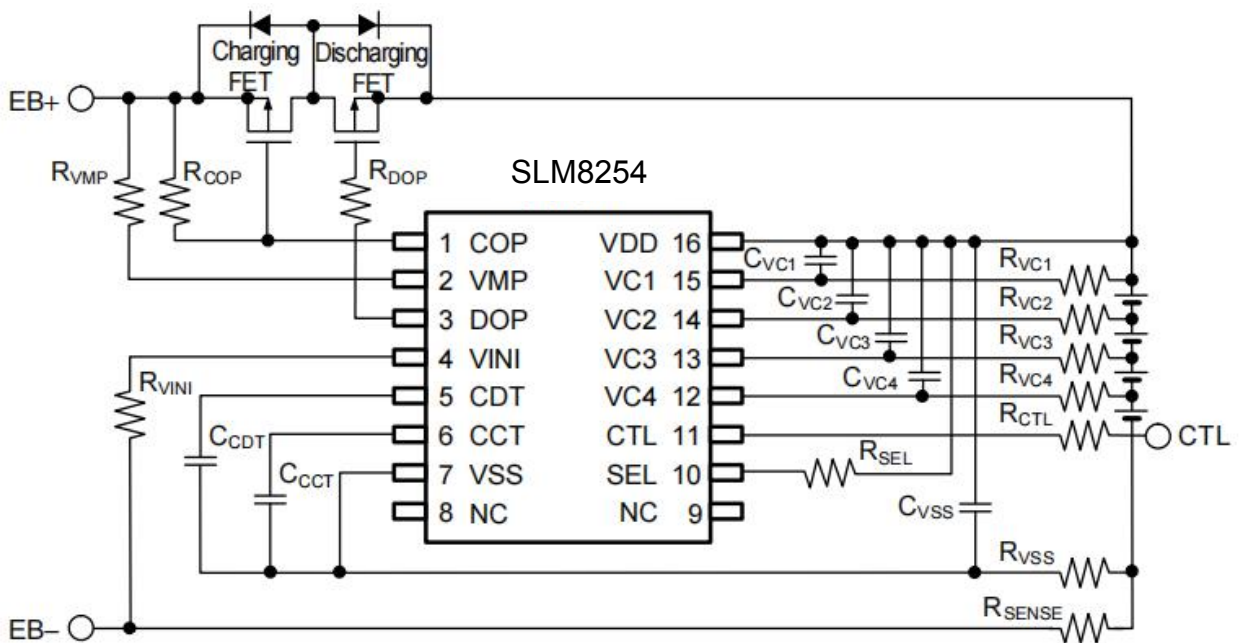 Charging Discharging
FET FET
EB+
RVMP RCOP RDOP
SLM8254
1 COP VDD 16
2 VMP VC1 15
3 DOP VC2 14
4 VINI VC3 13
5 CDT VC4 12
6 CCT CTL 11
7 VSS SEL 10
8 NC NC 9
CVC1 RVC1
CVC2 RVC2
CVC3 RVC3
CVC4 RVC4
RVINI
RCTL
CTL
CCDT
RSEL
CCCT
CVSS
RVSS
RSENSE
EB–